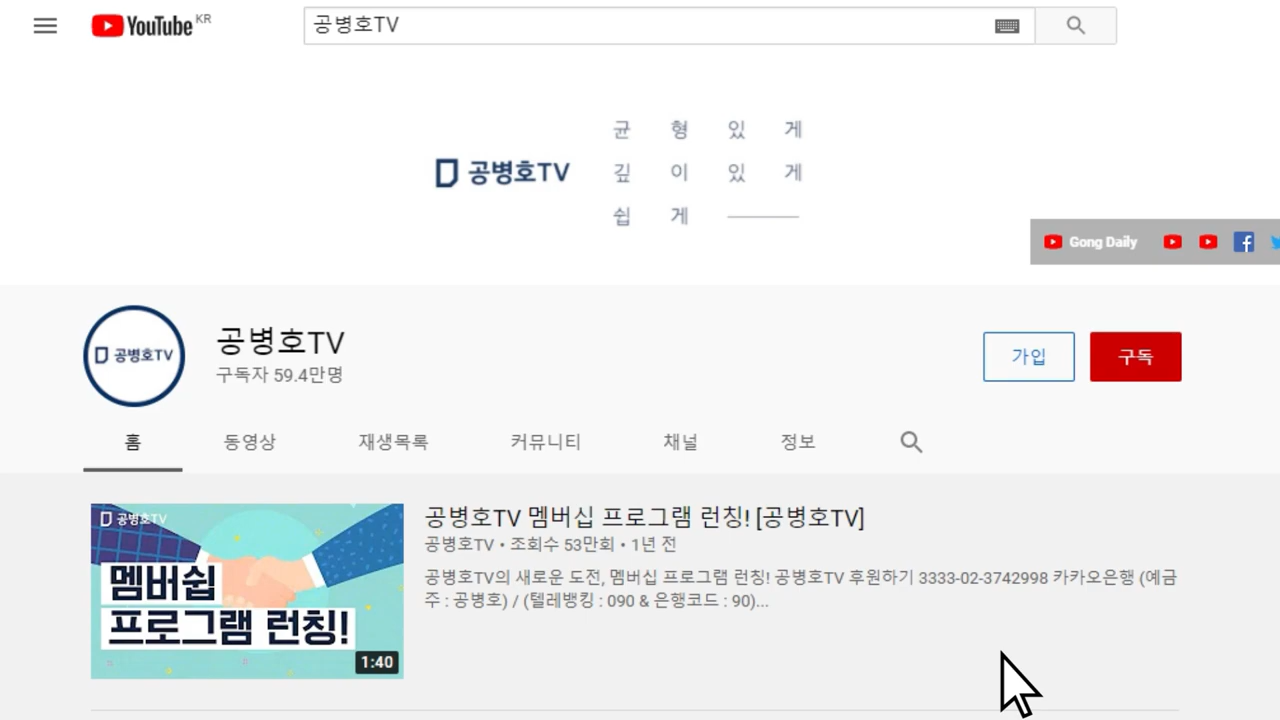 YouTube KR
공병호TV
균 형 있 게
공병호TV 깊 이 있 게
쉽 게
Gong Daily
공병호TV
공병호TV
구독자 59.4만명
가입
구독
홈 동영상 재생목록 커뮤니티 채널 정보
공병호TV
멤버쉽
프로그램 런칭!
1:40
공병호TV 멤버십 프로그램 런칭! [공병호TV]
공병호TV • 조회수 53만회 • 1년 전
공병호TV의 새로운 도전, 멤버십 프로그램 런칭! 공병호TV 후원하기 3333-02-3742998 카카오은행 (예금
주 : 공병호) / (텔레뱅킹 : 090 & 은행코드 : 90)...